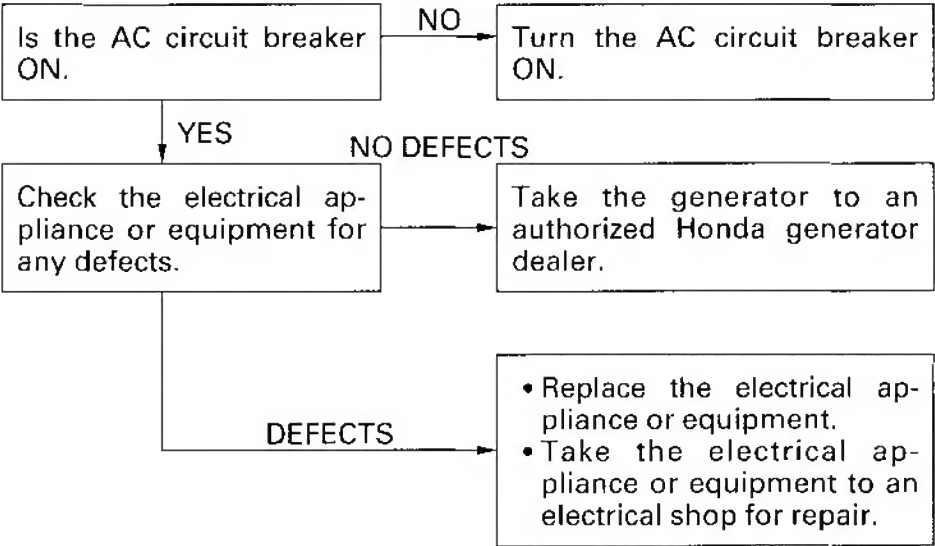 Is the AC circuit breaker
ON.
NO
Turn the AC circuit breaker
ON.
YES
NO DEFECTS
Check the electrical ap-
pliance or equipment for
any defects.
Take the generator to an
authorized Honda generator
dealer.
DEFECTS
• Replace the electrical ap-
pliance or equipment.
• Take the electrical ap-
pliance or equipment to an
electrical shop for repair.